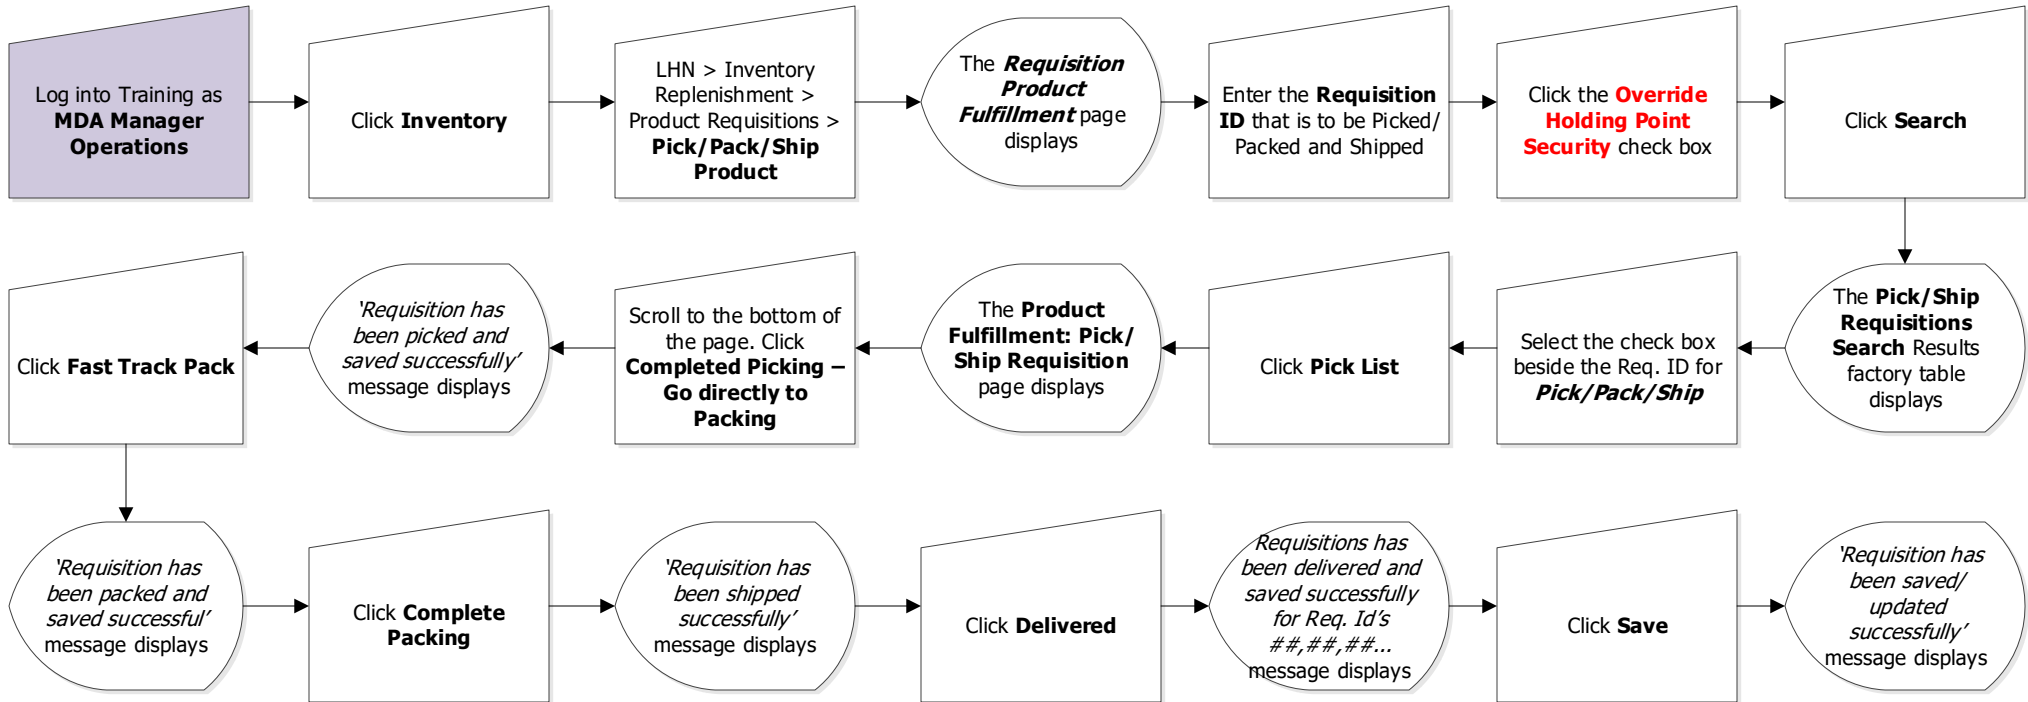 Log into Training as
MDA Manager
Operations
Click Inventory
LHN > Inventory
Replenishment >
Product Requisitions >
Pick/Pack/Ship
Product
The Requisition
Product
Fulfillment page
displays
Enter the Requisition
ID that is to be Picked/
Packed and Shipped
Click the Override
Holding Point
Security check box
Click Search
The Pick/Ship
Requisitions
Search Results
factory table
displays
Select the check box
beside the Req. ID for
Pick/Pack/Ship
Click Pick List
The Product
Fulfillment: Pick/
Ship Requisition
page displays
Scroll to the bottom of
the page. Click
Completed Picking –
Go directly to
Packing
‘Requisition has
been picked and
saved successfully’
message displays
Click Fast Track Pack
‘Requisition has
been packed and
saved successful’
message displays
Click Complete
Packing
‘Requisition has
been shipped
successfully’
message displays
Click Delivered
Requisitions has
been delivered and
saved successfully
for Req. Id’s
##,##,##...
message displays
Click Save
‘Requisition has
been saved/
updated
successfully’
message displays